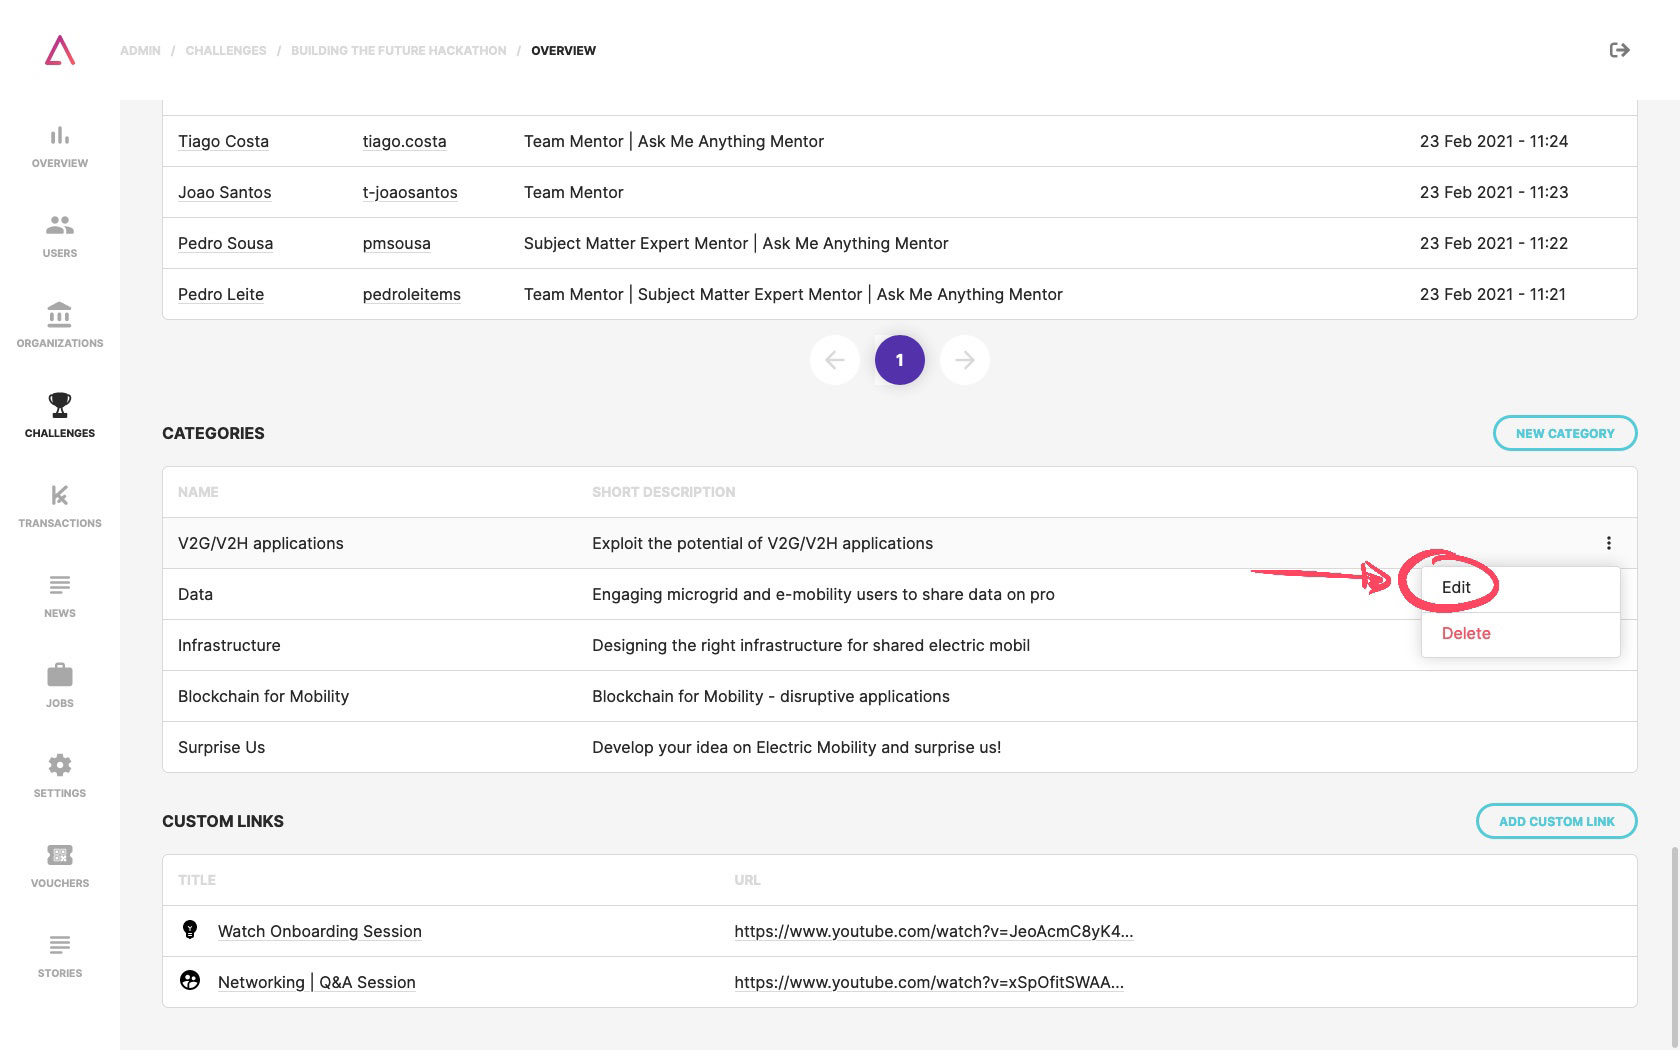 ADMIN / CHALLENGES / BUILDING THE FUTURE HACKATHON / OVERVIEW
OVERVIEW
USERS
ORGANIZATIONS
CHALLENGES
TRANSACTIONS
NEWS
JOBS
SETTINGS
VOUCHERS
STORIES
Tiago Costa tiago.costa Team Mentor | Ask Me Anything Mentor 23 Feb 2021 - 11:24
Joao Santos t-joaosantos Team Mentor 23 Feb 2021 - 11:23
Pedro Sousa pmsousa Subject Matter Expert Mentor | Ask Me Anything Mentor 23 Feb 2021 - 11:22
Pedro Leite pedroleitems Team Mentor | Subject Matter Expert Mentor | Ask Me Anything Mentor 23 Feb 2021 - 11:21
1
CATEGORIES NEW CATEGORY
NAME SHORT DESCRIPTION
V2G/V2H applications Exploit the potential of V2G/V2H applications
Edit
Delete
Data Engaging microgrid and e-mobility users to share data on pro
Infrastructure Designing the right infrastructure for shared electric mobil
Blockchain for Mobility Blockchain for Mobility - disruptive applications
Surprise Us Develop your idea on Electric Mobility and surprise us!
CUSTOM LINKS ADD CUSTOM LINK
TITLE URL
Watch Onboarding Session https://www.youtube.com/watch?v=JeoAcmC8yK4...
Networking | Q&A Session https://www.youtube.com/watch?v=xSpOfitSWAA...